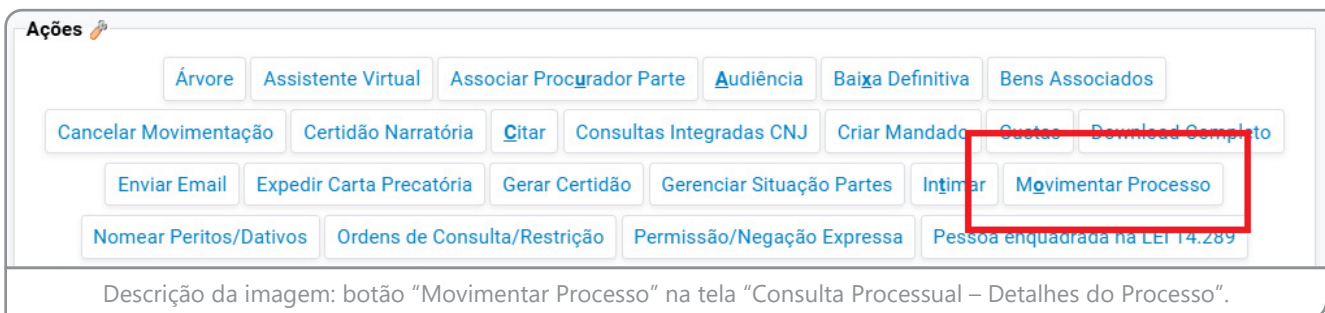 Ações
Árvore Assistente Virtual Associar Procurador Parte Audiência Baixa Definitiva Bens Associados
Cancelar Movimentação Certidão Narratória Citar Consultas Integradas CNJ Criar Mandado Custas Download Completo
Enviar Email Expedir Carta Precatória Gerar Certidão Gerenciar Situação Partes Intimar Movimentar Processo
Nomear Peritos/Dativos Ordens de Consulta/Restrição Permissão/Negação Expressa Pessoa enquadrada na LEI 14.289
Descrição da imagem: botão “Movimentar Processo” na tela “Consulta Processual – Detalhes do Processo”.